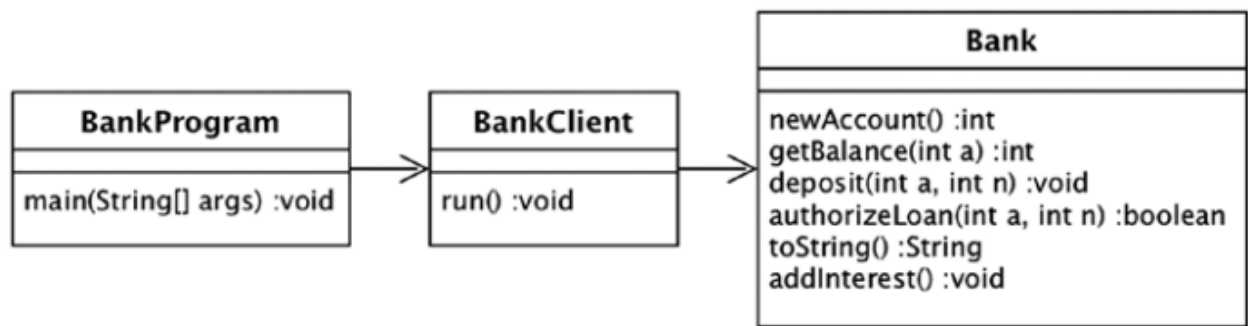 BankProgram
main(String[] args) :void
BankClient
run() :void
Bank
newAccount() :int
getBalance(int a) :int
deposit(int a, int n) :void
authorizeLoan(int a, int n) :boolean
toString() :String
addInterest() :void